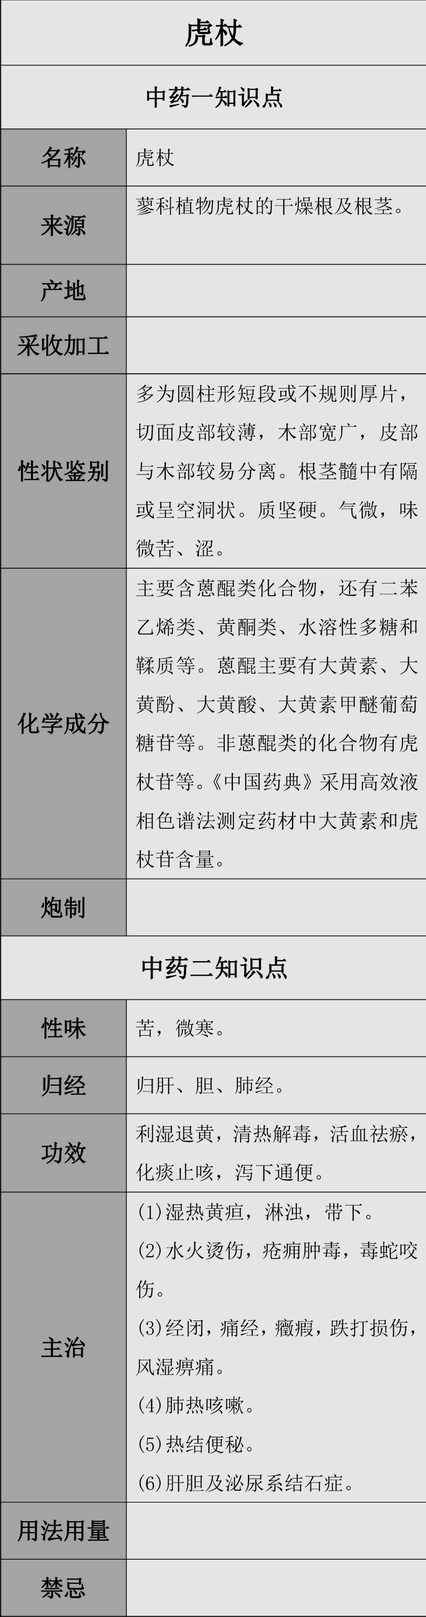 虎杖
中药一知识点
名称
虎杖
来源
蓼科植物虎杖的干燥根及根茎。
产地
采收加工
性状鉴别
多为圆柱形短段或不规则厚片，
切面皮部较薄，木部宽广，皮部
与木部较易分离。根茎髓中有隔
或呈空洞状。质坚硬。气微，味
微苦、涩。
化学成分
主要含蒽醌类化合物，还有二苯
乙烯类、黄酮类、水溶性多糖和
鞣质等。蒽醌主要有大黄素、大
黄酚、大黄酸、大黄素甲醚葡萄
糖苷等。非蒽醌类的化合物有虎
杖苷等。《中国药典》采用高效液
相色谱法测定药材中大黄素和虎
杖苷含量。
炮制
中药二知识点
性味
苦，微寒。
归经
归肝、胆、肺经。
功效
利湿退黄，清热解毒，活血祛瘀，
化痰止咳，泻下通便。
主治
(1)湿热黄疸，淋浊，带下。
(2)水火烫伤，疮痈肿毒，毒蛇咬
伤。
(3)经闭，痛经，癥瘕，跌打损伤，
风湿痹痛。
(4)肺热咳嗽。
(5)热结便秘。
(6)肝胆及泌尿系结石症。
用法用量
禁忌